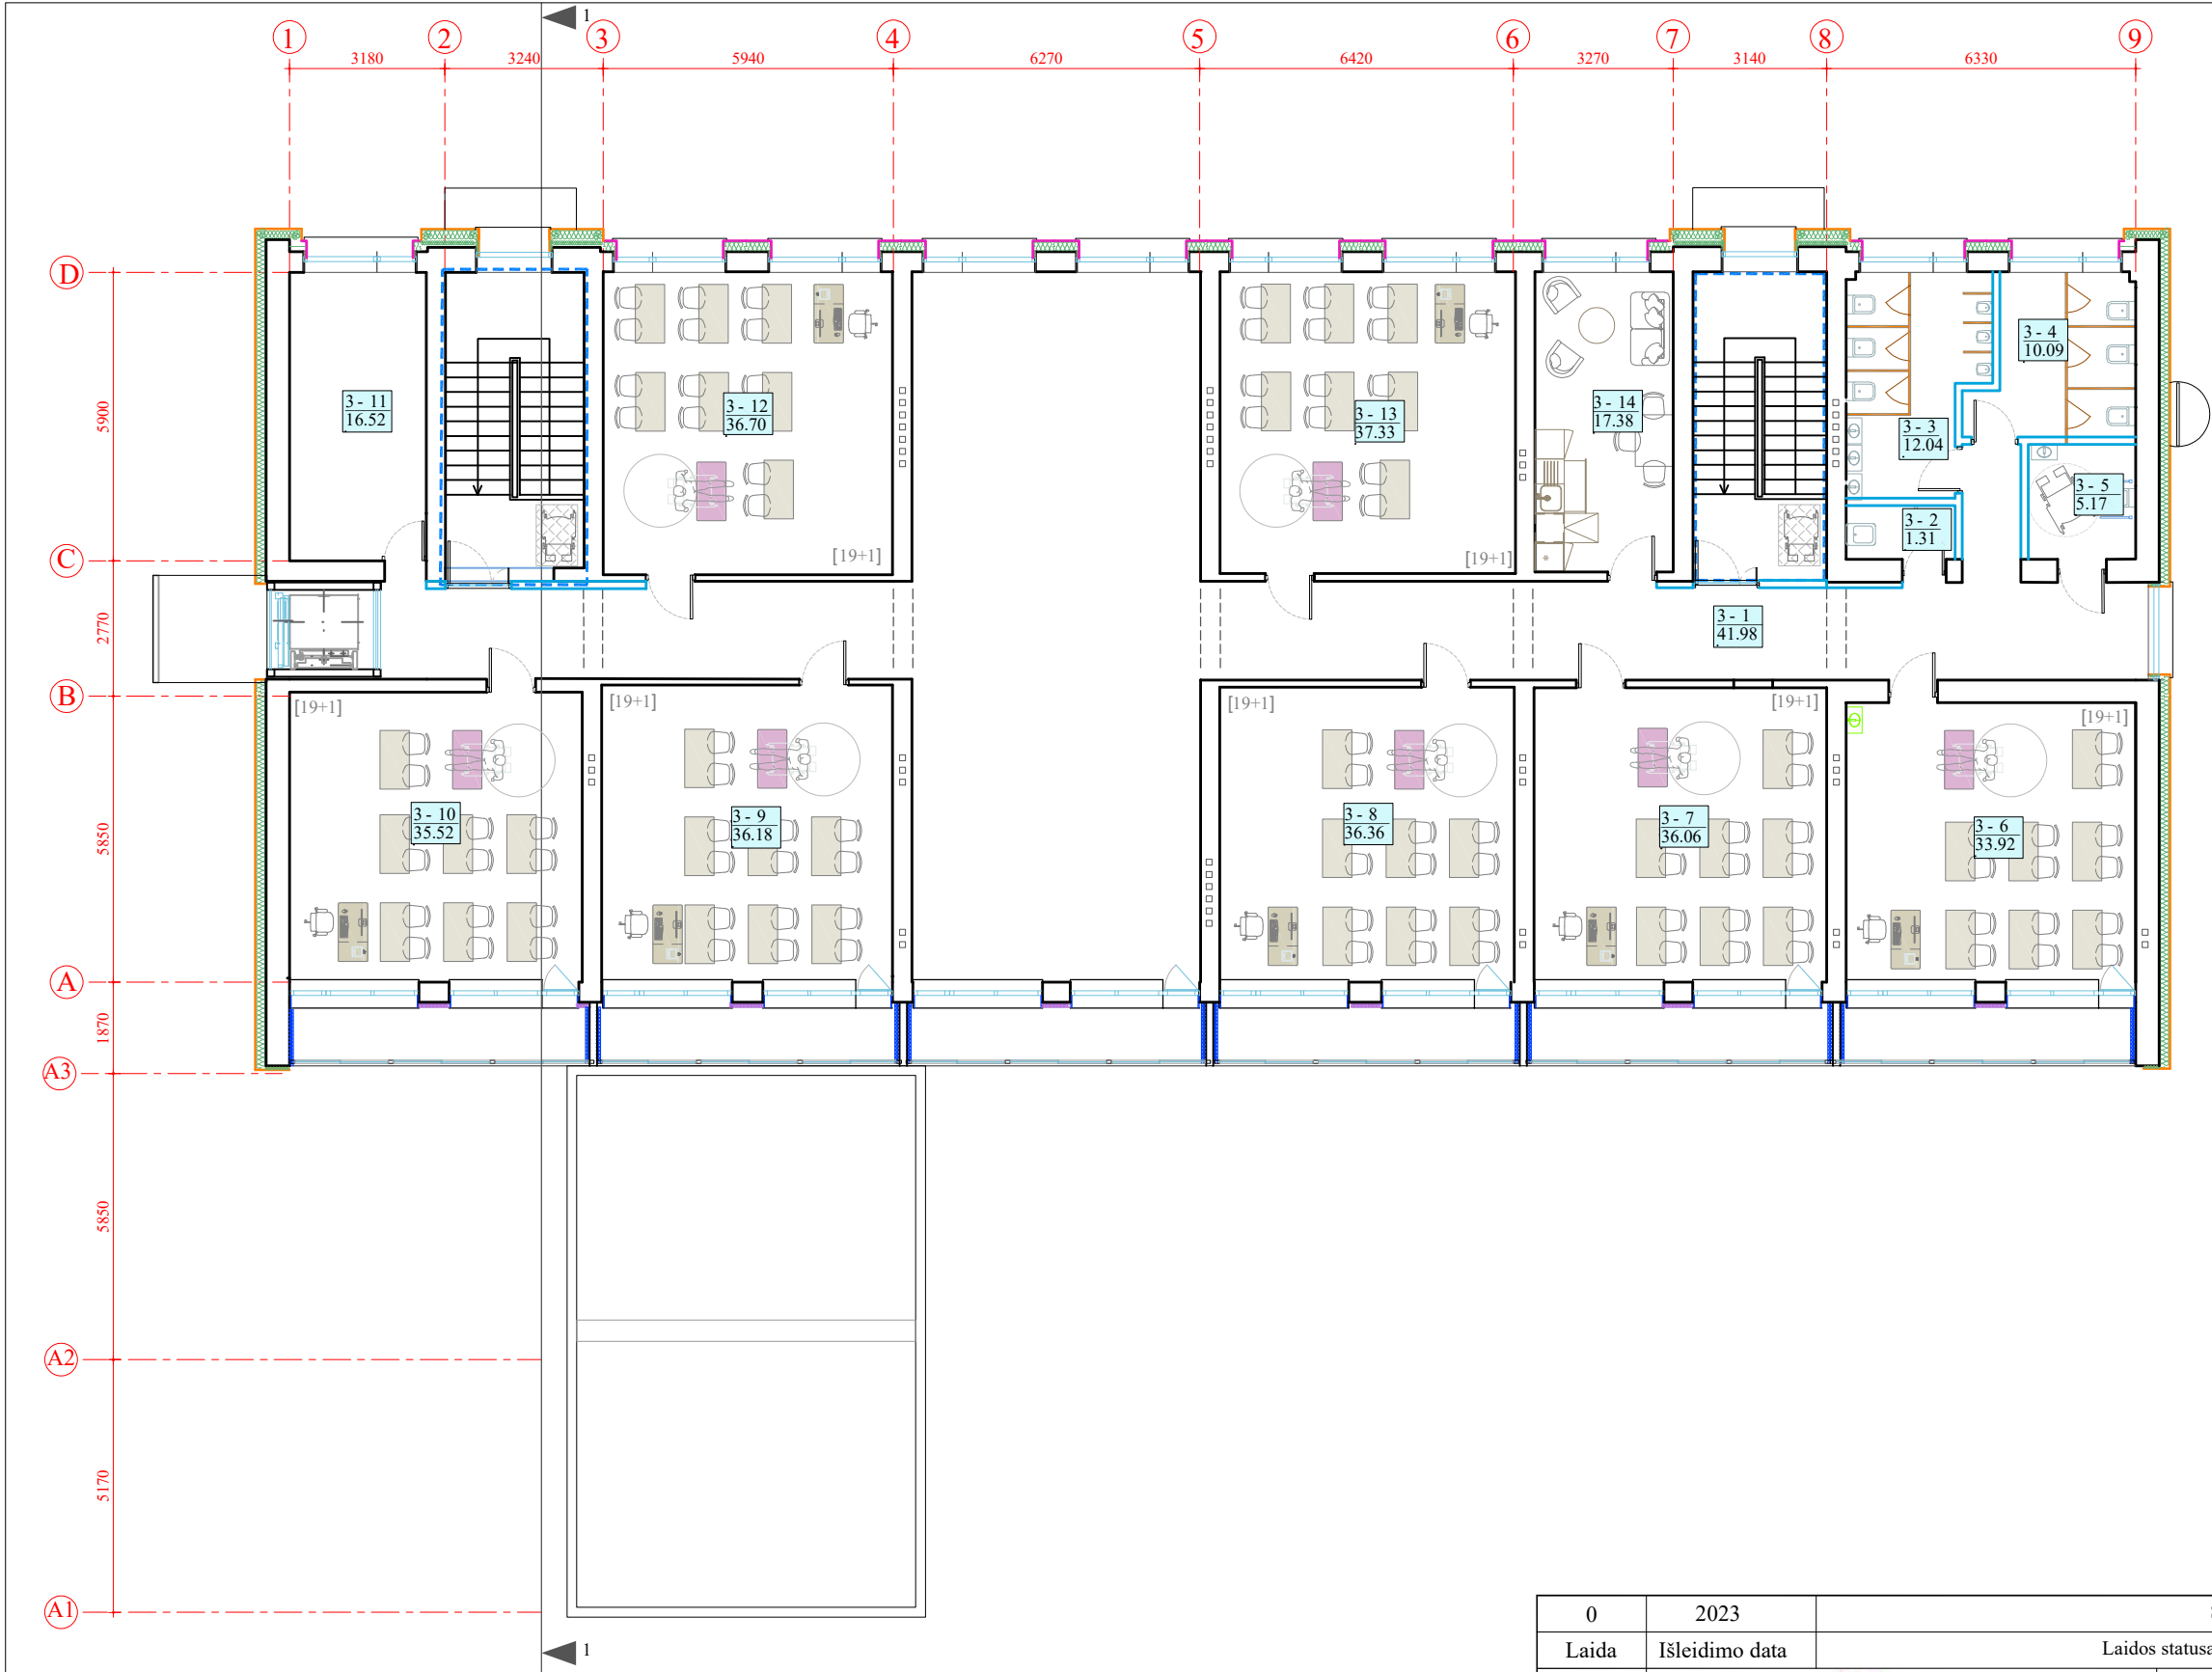 1
1 2 3 4 5 6 7 8 9
3180 3240 5940 6270 6420 3270 3140 6330
D
5900
3 - 11
16.52
3 - 12
36.70
3 - 13
37.33
3 - 14
17.38
3 - 4
10.09
3 - 3
12.04
3 - 5
5.17
3 - 2
1.31
[19+1]
[19+1]
C
2770
3 - 1
41.98
B
[19+1]
[19+1]
[19+1]
[19+1]
[19+1]
5850
3 - 10
35.52
3 - 9
36.18
3 - 8
36.36
3 - 7
36.06
3 - 6
33.92
A
1870
A3
5850
A2
5170
A1
1
0 2023
Laida Išleidimo data Laidos statusa